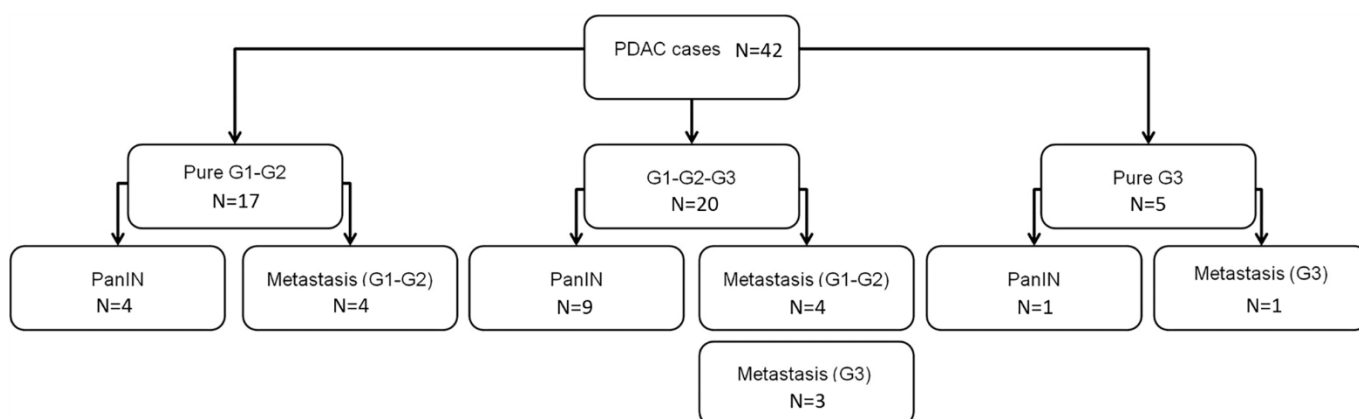 PDAC cases N=42
Pure G1-G2
N=17
G1-G2-G3
N=20
Pure G3
N=5
PanIN
N=4
Metastasis (G1-G2)
N=4
PanIN
N=9
Metastasis (G1-G2)
N=4
PanIN
N=1
Metastasis (G3)
N=1
Metastasis (G3)
N=3